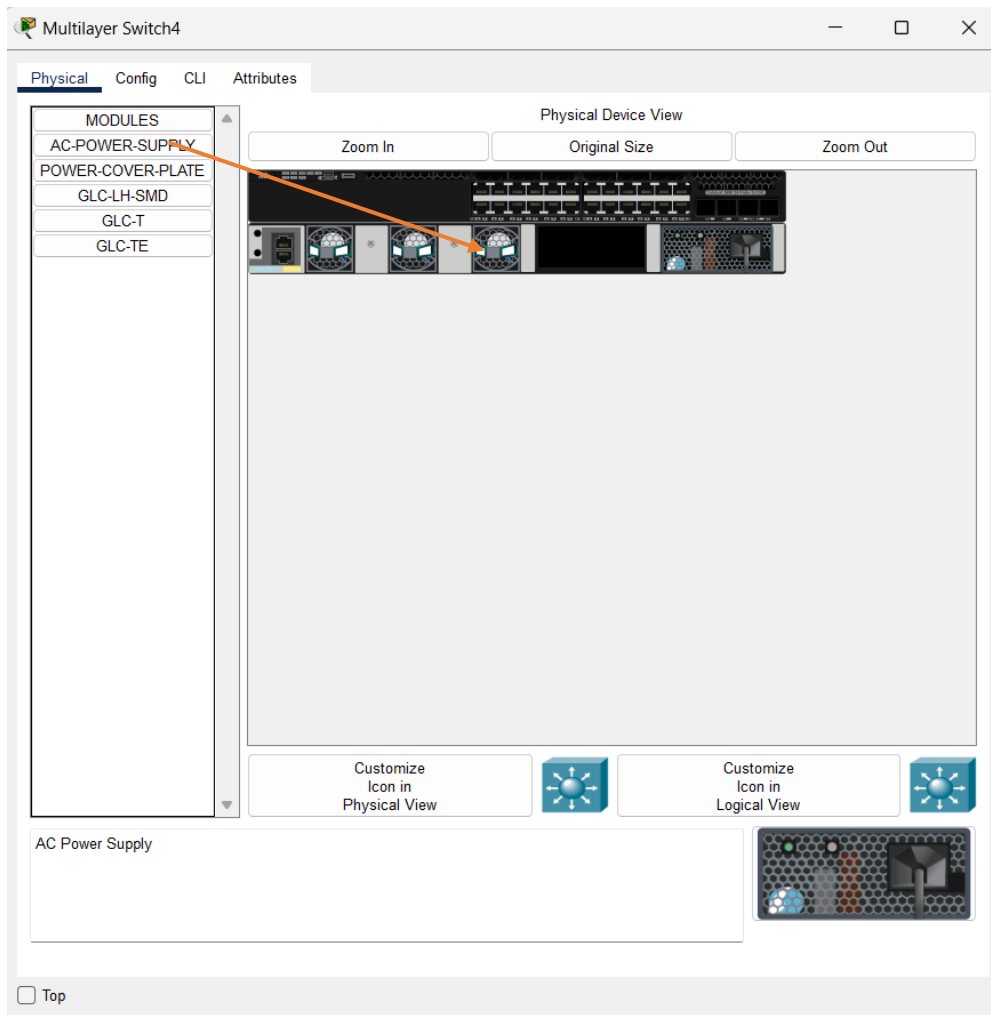 Multilayer Switch4
Physical Config CLI Attributes
MODULES
AC-POWER-SUPPLY
POWER-COVER-PLATE
GLC-LH-SMD
GLC-T
GLC-TE
Physical Device View
Zoom In Original Size Zoom Out
Customize
Icon in
Physical View
Customize
Icon in
Logical View
AC Power Supply
Top